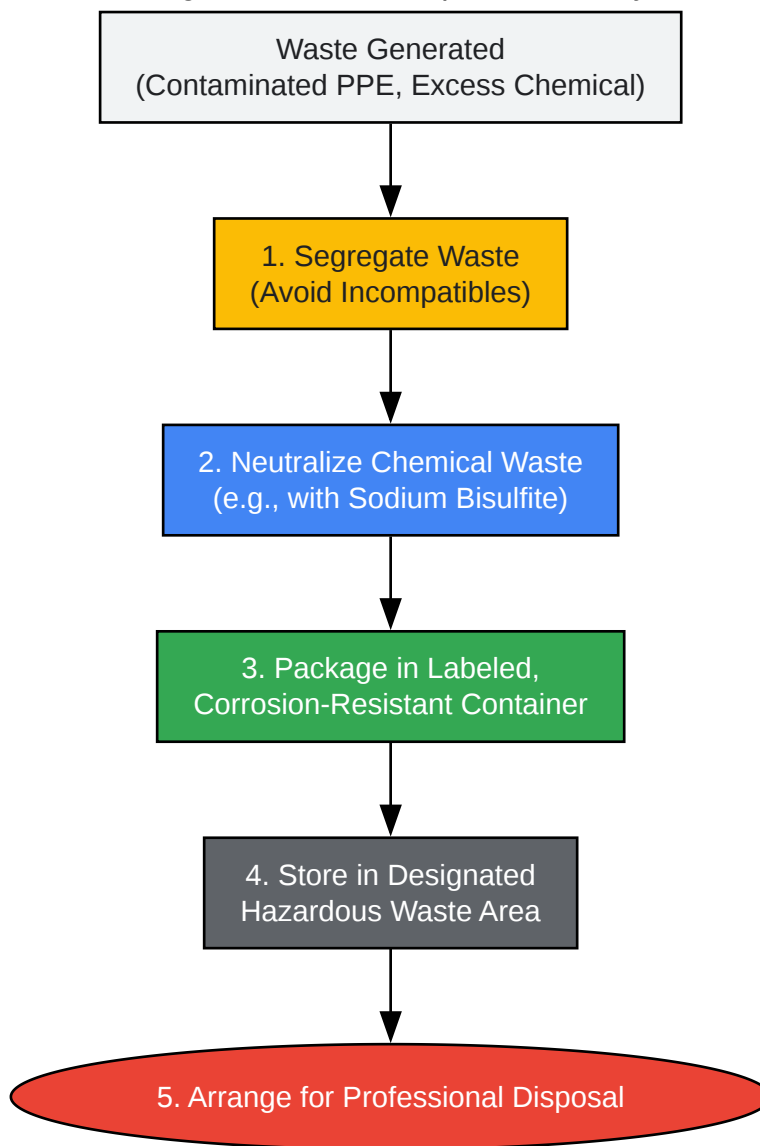 Waste Generated
(Contaminated PPE, Excess Chemical)
1. Segregate Waste
(Avoid Incompatibles)
2. Neutralize Chemical Waste
(e.g., with Sodium Bisulfite)
3. Package in Labeled,
Corrosion-Resistant Container
4. Store in Designated
Hazardous Waste Area
5. Arrange for Professional Disposal